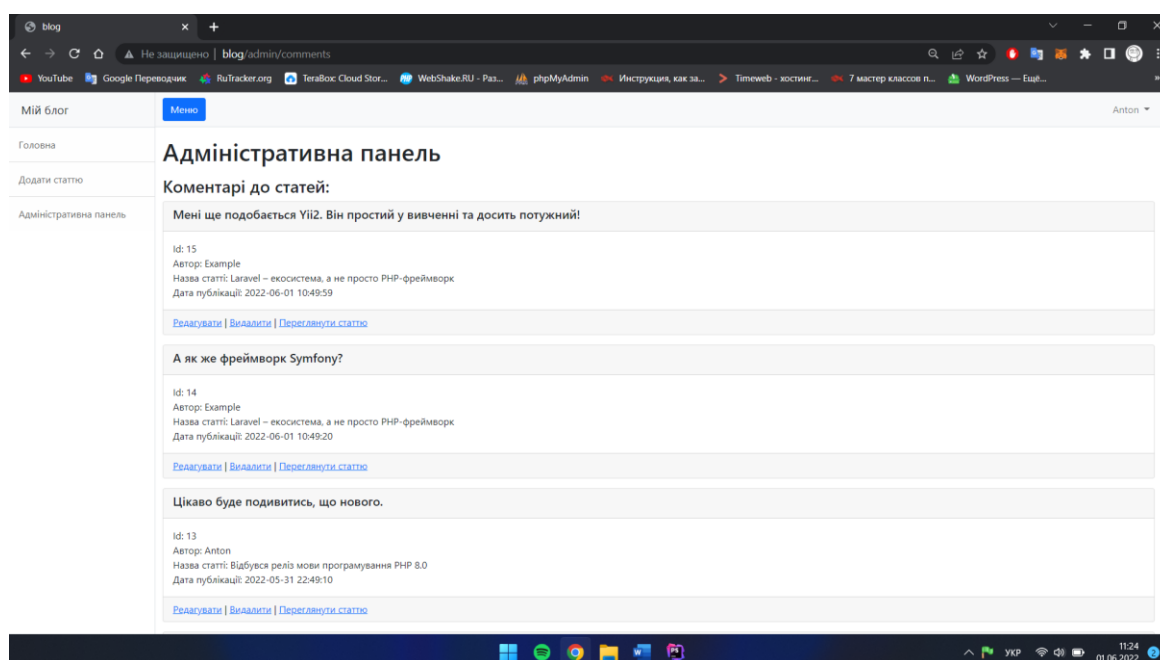 blog
Не защищено | blog/admin/comments
YouTube Google Переводчик RuTracker.org TeraBox: Cloud Stor... WebShake.RU - Раз... phpMyAdmin Инструкция, как за... Timeweb - хостинг... 7 мастер классов п... WordPress — Ещё...
Мій блог Меню Anton
Головна
Додати статтю
Адміністративна панель
Адміністративна панель
Коментарі до статей:
Мені ще подобається Yii2. Він простий у вивченні та досить потужний!
Id: 15
Автор: Example
Назва статті: Laravel – екосистема, а не просто PHP-фреймворк
Дата публікації: 2022-06-01 10:49:59
Редагувати | Видалити | Переглянути статтю
А як же фреймворк Symfony?
Id: 14
Автор: Example
Назва статті: Laravel – екосистема, а не просто PHP-фреймворк
Дата публікації: 2022-06-01 10:49:20
Редагувати | Видалити | Переглянути статтю
Цікаво буде подивитись, що нового.
Id: 13
Автор: Anton
Назва статті: Відбувся реліз мови програмування PHP 8.0
Дата публікації: 2022-05-31 22:49:10
Редагувати | Видалити | Переглянути статтю
УКР 11:24
01.06.2022 2